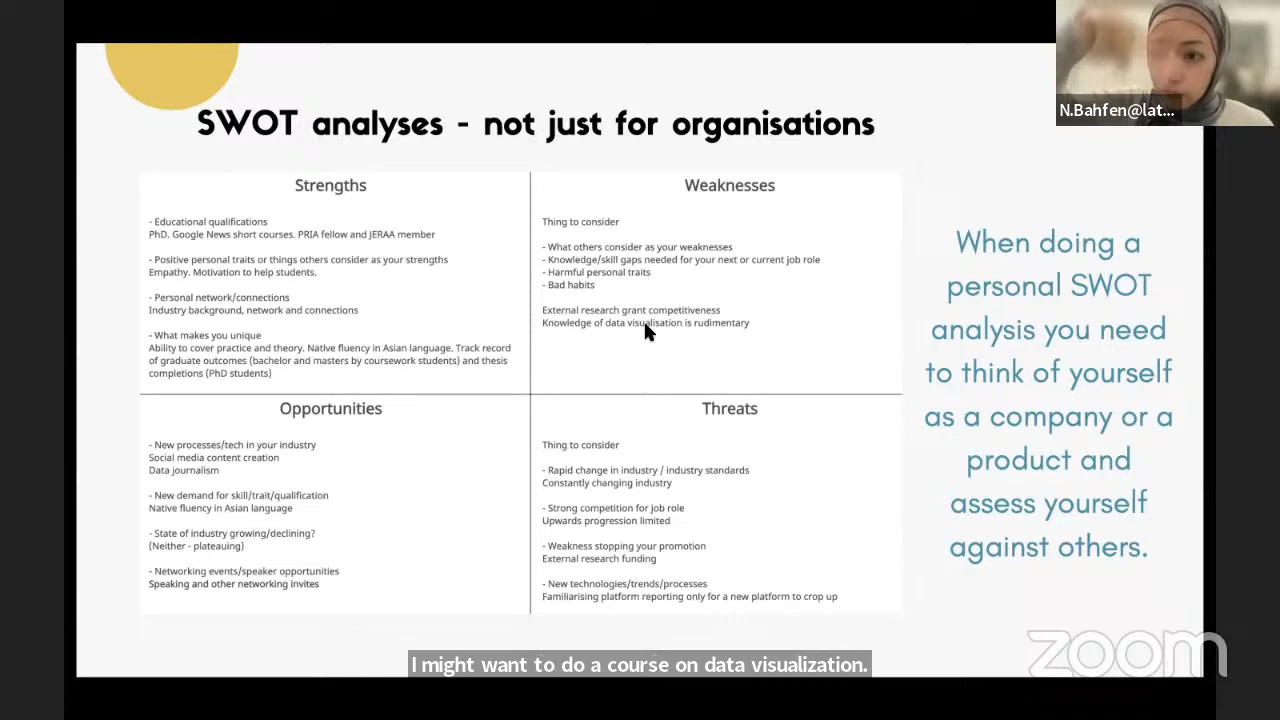 N.Bahfen@lat...
SWOT analyses - not just for organisations
Strengths
- Educational qualifications
PhD. Google News short courses. PRIA fellow and JERAA member
- Positive personal traits or things others consider as your strengths
Empathy. Motivation to help students.
- Personal network/connections
Industry background, network and connections
- What makes you unique
Ability to cover practice and theory. Native fluency in Asian language. Track record
of graduate outcomes (bachelor and masters by coursework students) and thesis
completions (PhD students)
Weaknesses
Thing to consider
- What others consider as your weaknesses
- Knowledge/skill gaps needed for your next or current job role
- Harmful personal traits
- Bad habits
External research grant competitiveness
Knowledge of data visualisation is rudimentary
Opportunities
- New processes/tech in your industry
Social media content creation
Data journalism
- New demand for skill/trait/qualification
Native fluency in Asian language
- State of industry growing/declining?
(Neither - plateauing)
- Networking events/speaker opportunities
Speaking and other networking invites
Threats
Thing to consider
- Rapid change in industry / industry standards
Constantly changing industry
- Strong competition for job role
Upwards progression limited
- Weakness stopping your promotion
External research funding
- New technologies/trends/processes
Familiarising platform reporting only for a new platform to crop up
When doing a
personal SWOT
analysis you need
to think of yourself
as a company or a
product and
assess yourself
against others.
I might want to do a course on data visualization.
zoom